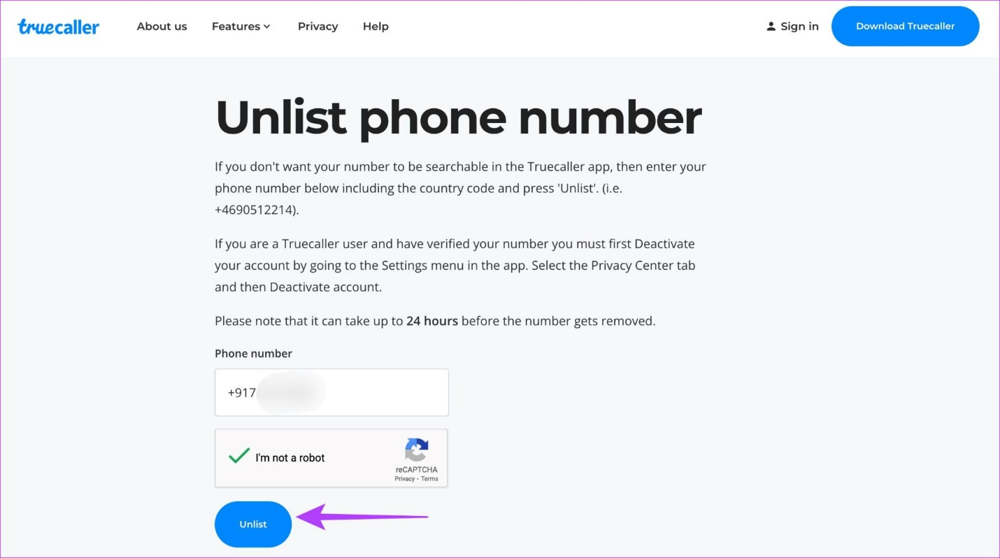 truecaller
About us
Features
Privacy
Help
Sign in
Download Truecaller
Unlist phone number
If you don't want your number to be searchable in the Truecaller app, then enter your
phone number below including the country code and press 'Unlist'. (i.e.
+4690512214).
If you are a Truecaller user and have verified your number you must first Deactivate
your account by going to the Settings menu in the app. Select the Privacy Center tab
and then Deactivate account.
Please note that it can take up to 24 hours before the number gets removed.
Phone number
+917
I'm not a robot
reCAPTCHA
Privacy - Terms
Unlist